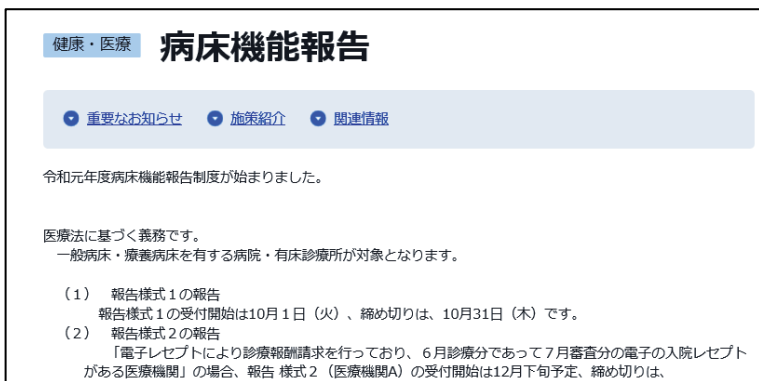 健康・医療 病床機能報告
重要なお知らせ 施策紹介 関連情報
令和元年度病床機能報告制度が始まりました。
医療法に基づく義務です。
一般病床・療養病床を有する病院・有床診療所が対象となります。
（１） 報告様式１の報告
報告様式１の受付開始は10月１日（火）、締め切りは、10月31日（木）です。
（２） 報告様式２の報告
「電子レセプトにより診療報酬請求を行っており、６月診療分であって７月審査分の電子の入院レセプト
がある医療機関」の場合、報告 様式２（医療機関A）の受付開始は12月下旬予定、締め切りは、